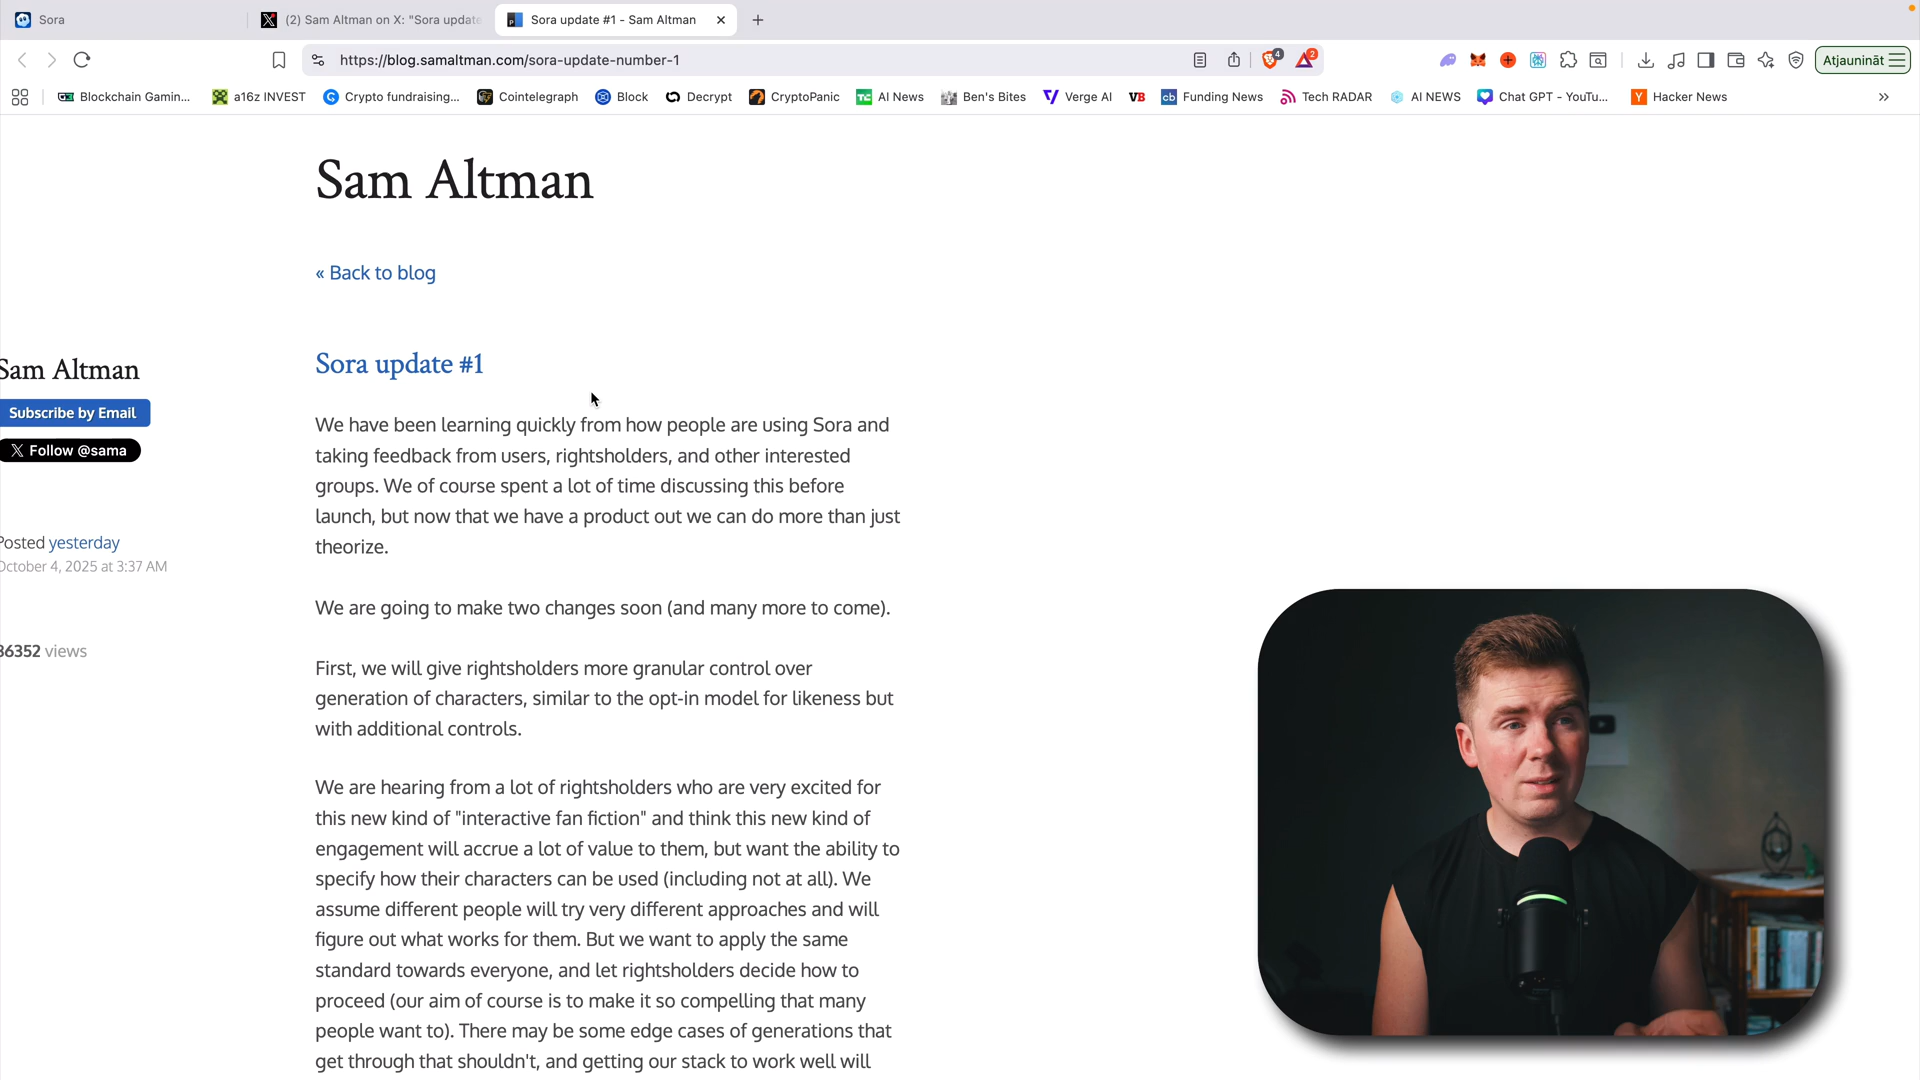 Sora
(2) Sam Altman on X: "Sora update
Sora update #1 - Sam Altman
https://blog.samaltman.com/sora-update-number-1
4
2
Atjaunināt
Blockchain Gamin...
a16z INVEST
Crypto fundraising...
Cointelegraph
Block
Decrypt
CryptoPanic
AI News
Ben's Bites
Verge AI
VB
Funding News
Tech RADAR
AI NEWS
Chat GPT - YouTu...
Hacker News
Sam Altman
« Back to blog
Sam Altman
Subscribe by Email
Follow @sama
Posted yesterday
October 4, 2025 at 3:37 AM
36352 views
Sora update #1
We have been learning quickly from how people are using Sora and
taking feedback from users, rightsholders, and other interested
groups. We of course spent a lot of time discussing this before
launch, but now that we have a product out we can do more than just
theorize.
We are going to make two changes soon (and many more to come).
First, we will give rightsholders more granular control over
generation of characters, similar to the opt-in model for likeness but
with additional controls.
We are hearing from a lot of rightsholders who are very excited for
this new kind of "interactive fan fiction" and think this new kind of
engagement will accrue a lot of value to them, but want the ability to
specify how their characters can be used (including not at all). We
assume different people will try very different approaches and will
figure out what works for them. But we want to apply the same
standard towards everyone, and let rightsholders decide how to
proceed (our aim of course is to make it so compelling that many
people want to). There may be some edge cases of generations that
get through that shouldn't, and getting our stack to work well will